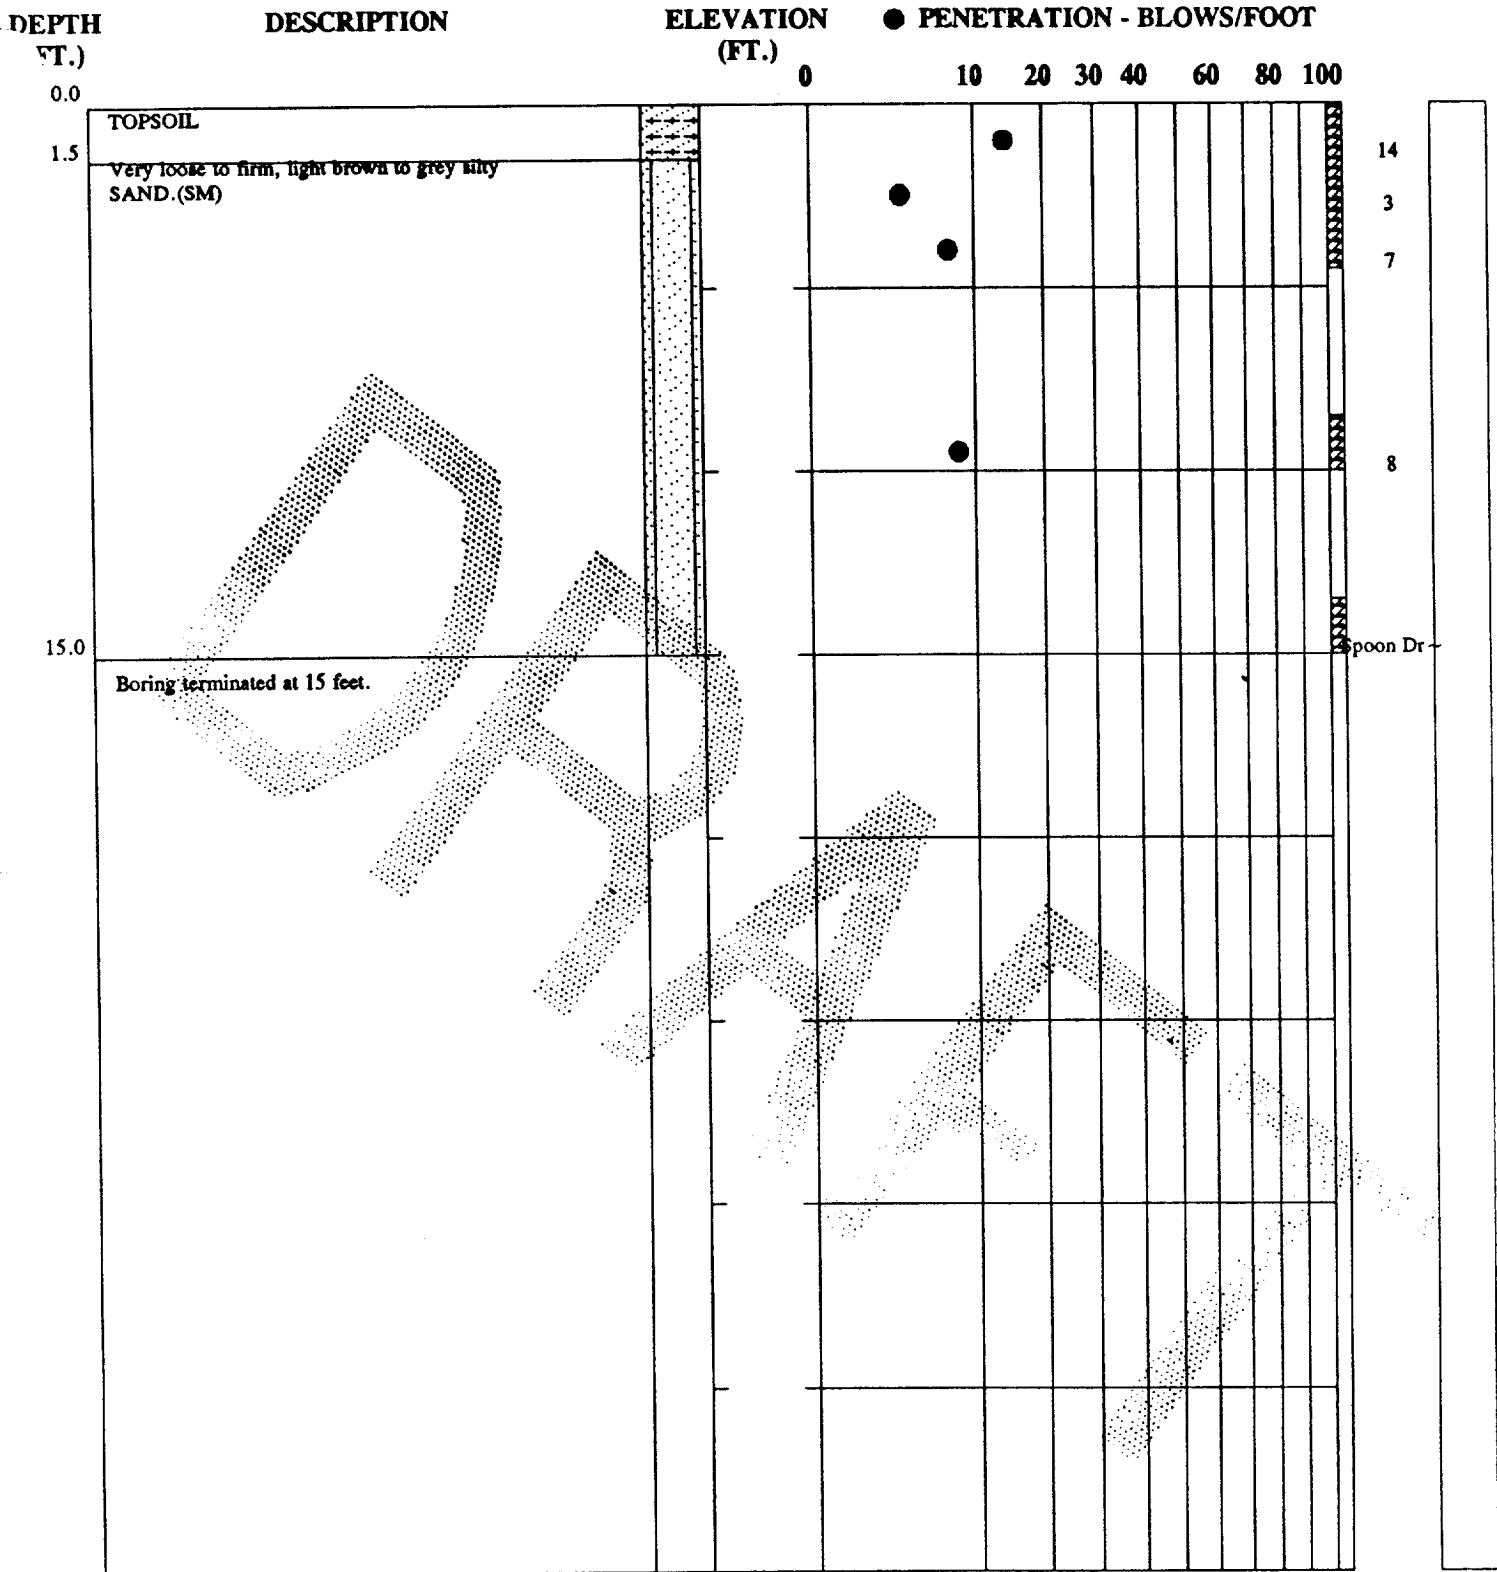 DEPTH DESCRIPTION ELEVATION ● PENETRATION - BLOWS/FOOT
FT.) (FT.)
0 10 20 30 40 60 80 100
0.0
TOPSOIL
14
1.5
Very loose to firm, light brown to grey silty
SAND.(SM)
3
7
8
15.0
Spoon Dr
Boring terminated at 15 feet.
DRAFT